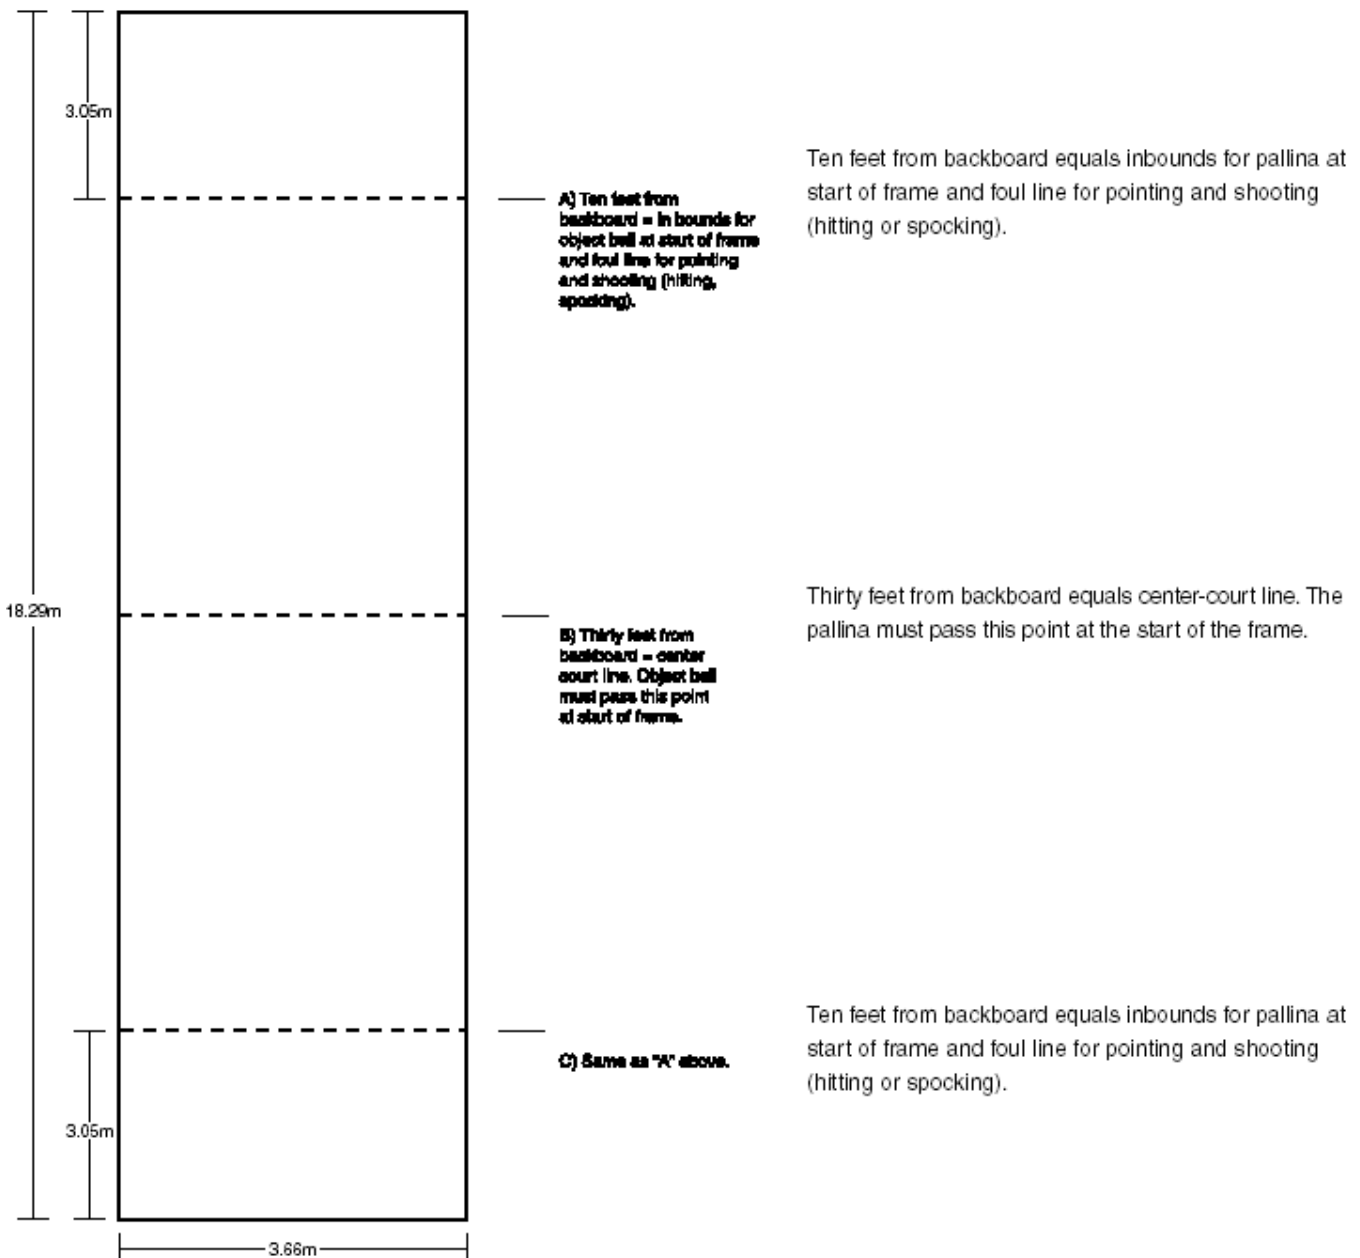 3.05m
Ten feet from backboard equals inbounds for pallina at
start of frame and foul line for pointing and shooting
(hitting or spocking).
A) Ten feet from
backboard = in bounds for
object ball at start of frame
and foul line for pointing
and shooting (hitting,
spocking).
18.29m
Thirty feet from backboard equals center-court line. The
pallina must pass this point at the start of the frame.
B) Thirty feet from
backboard = center
court line. Object ball
must pass this point
at start of frame.
Ten feet from backboard equals inbounds for pallina at
start of frame and foul line for pointing and shooting
(hitting or spocking).
C) Same as "A" above.
3.05m
3.66m